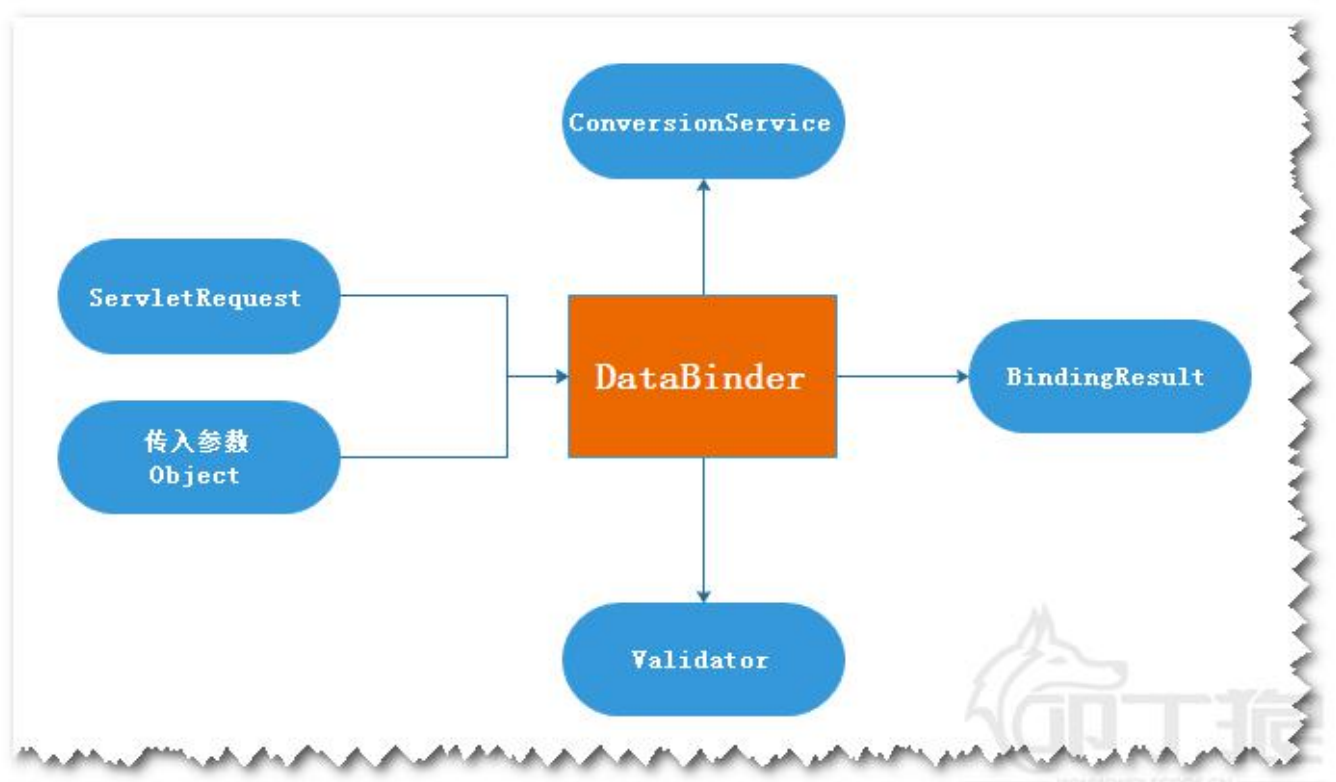 ConversionService
ServletRequest
DataBinder
BindingResult
传入参数
Object
Validator